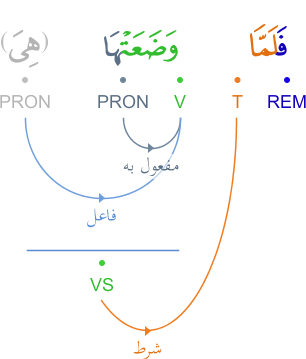 فَلَمَّا وَضَعَتْهَا (هِىَ)
REM T V PRON PRON
مفعول به
فاعل
VS
شرط